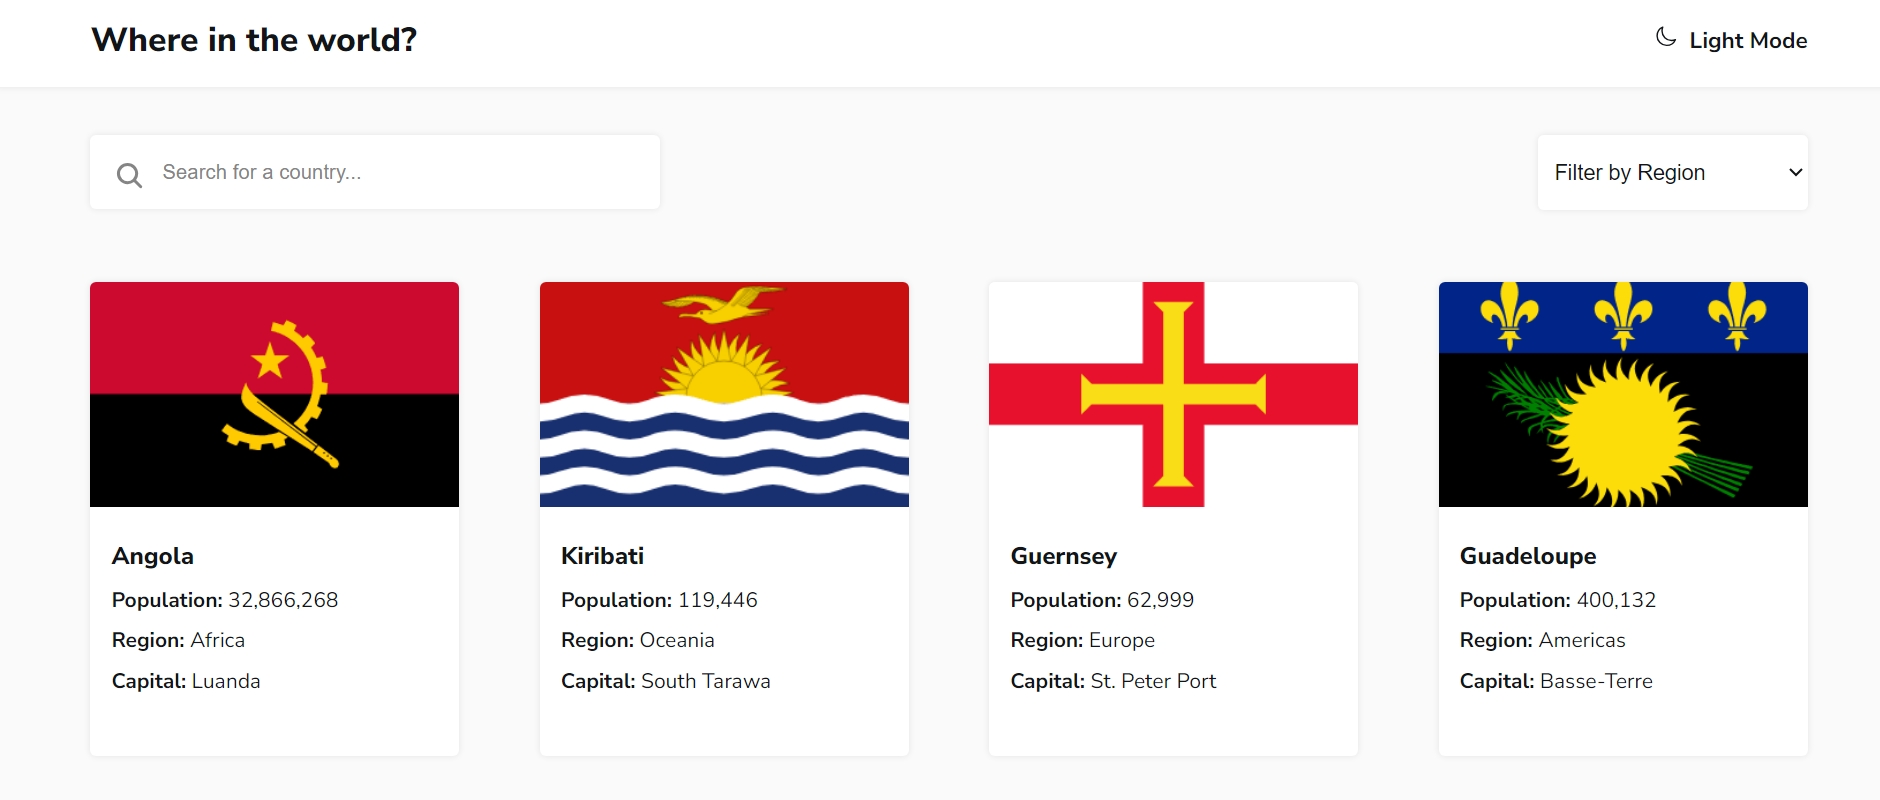 Where in the world?
Light Mode
Search for a country...
Filter by Region
Angola
Population: 32,866,268
Region: Africa
Capital: Luanda
Kiribati
Population: 119,446
Region: Oceania
Capital: South Tarawa
Guernsey
Population: 62,999
Region: Europe
Capital: St. Peter Port
Guadeloupe
Population: 400,132
Region: Americas
Capital: Basse-Terre